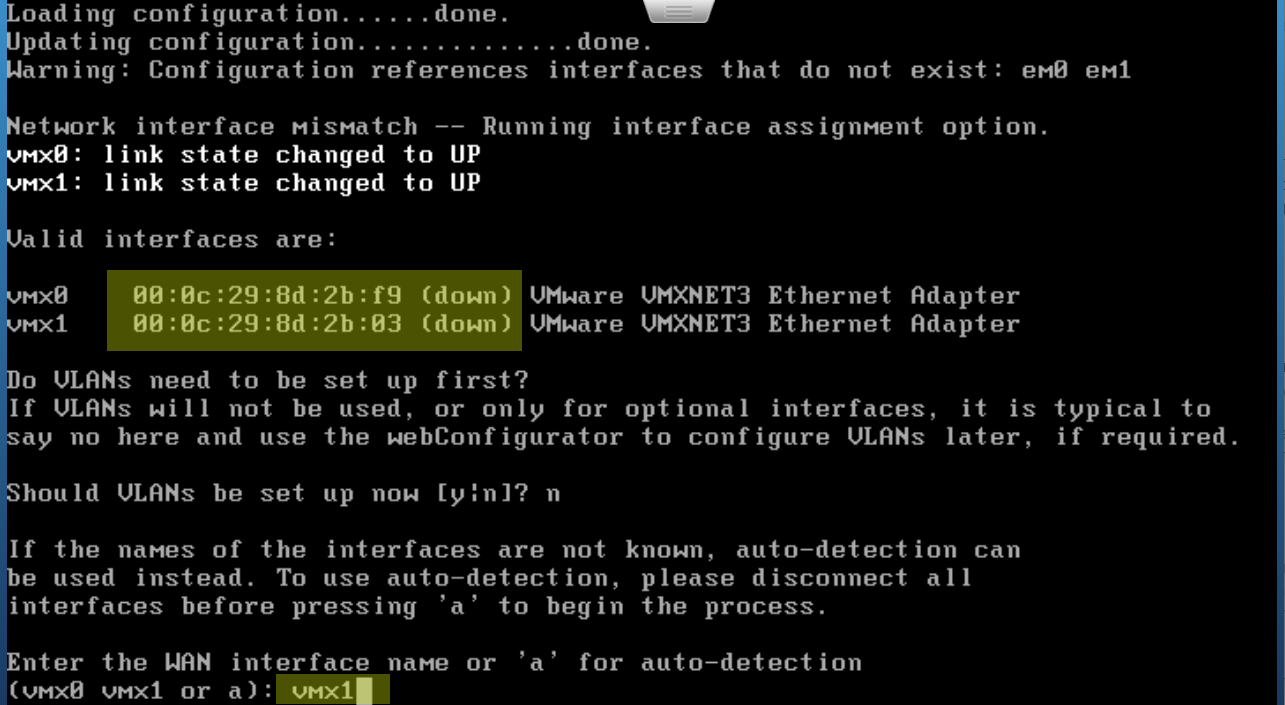 Loading configuration......done.
Updating configuration..............done.
Warning: Configuration references interfaces that do not exist: em0 em1
Network interface mismatch -- Running interface assignment option.
vmx0: link state changed to UP
vmx1: link state changed to UP
Valid interfaces are:
vmx0 00:0c:29:8d:2b:f9 (down) VMware VMXNET3 Ethernet Adapter
vmx1 00:0c:29:8d:2b:03 (down) VMware VMXNET3 Ethernet Adapter
Do VLANs need to be set up first?
If VLANs will not be used, or only for optional interfaces, it is typical to
say no here and use the webConfigurator to configure VLANs later, if required.
Should VLANs be set up now [y|n]? n
If the names of the interfaces are not known, auto-detection can
be used instead. To use auto-detection, please disconnect all
interfaces before pressing 'a' to begin the process.
Enter the WAN interface name or 'a' for auto-detection
(vmx0 vmx1 or a): vmx1